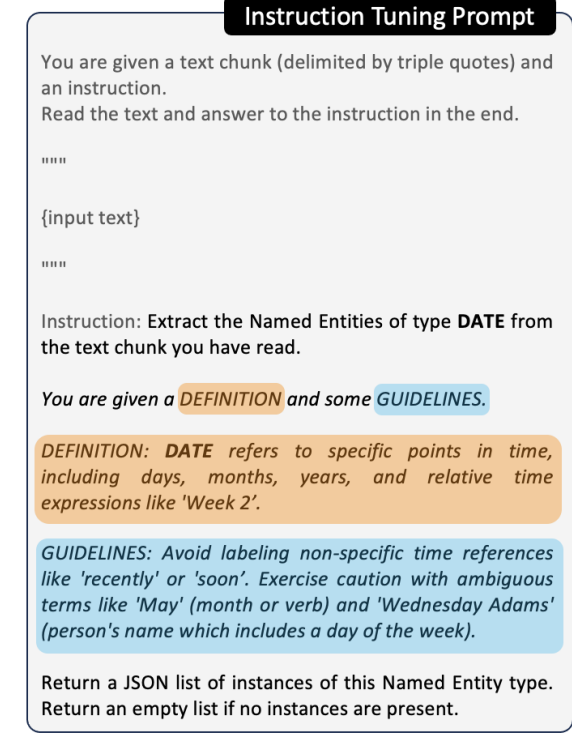 Instruction Tuning Prompt
You are given a text chunk (delimited by triple quotes) and
an instruction.
Read the text and answer to the instruction in the end.
"""
{input text}
"""
Instruction: Extract the Named Entities of type DATE from
the text chunk you have read.
You are given a DEFINITION and some GUIDELINES.
DEFINITION: DATE refers to specific points in time,
including days, months, years, and relative time
expressions like 'Week 2’.
GUIDELINES: Avoid labeling non-specific time references
like 'recently' or 'soon’. Exercise caution with ambiguous
terms like 'May' (month or verb) and 'Wednesday Adams'
(person's name which includes a day of the week).
Return a JSON list of instances of this Named Entity type.
Return an empty list if no instances are present.